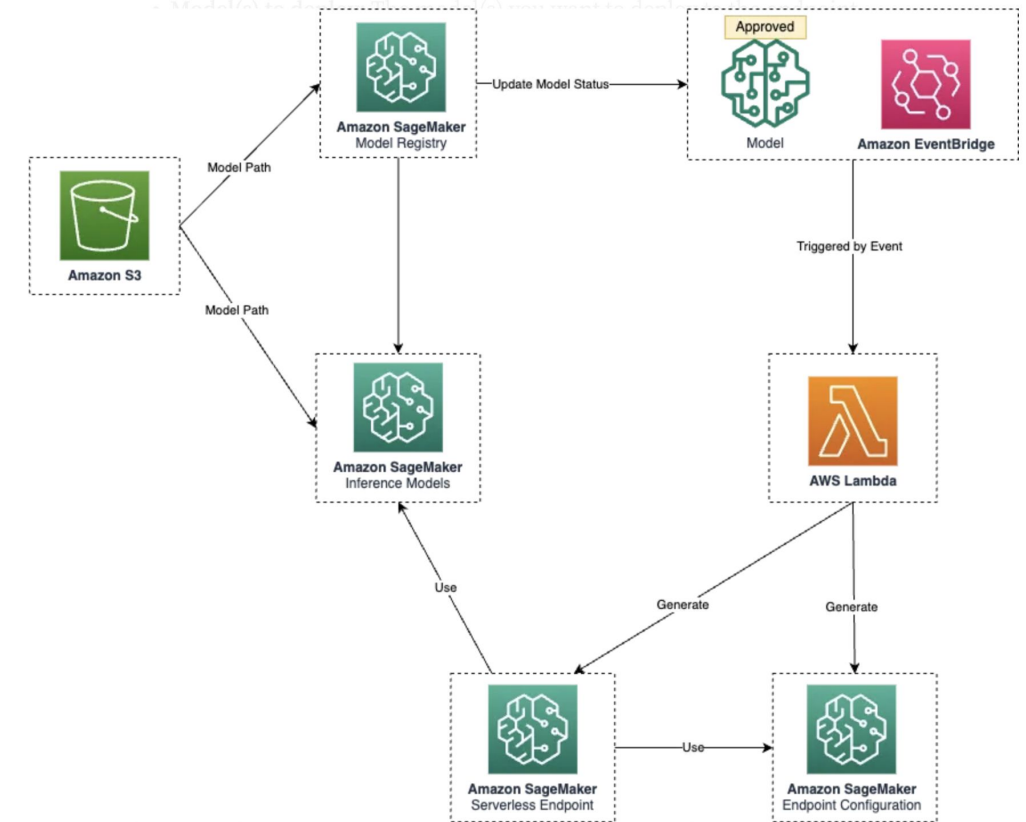 Approved
Amazon SageMaker
Model Registry
Update Model Status
Model
Amazon EventBridge
Model Path
Amazon S3
Triggered by Event
Model Path
Amazon SageMaker
Inference Models
AWS Lambda
Use
Generate
Generate
Amazon SageMaker
Serverless Endpoint
Use
Amazon SageMaker
Endpoint Configuration